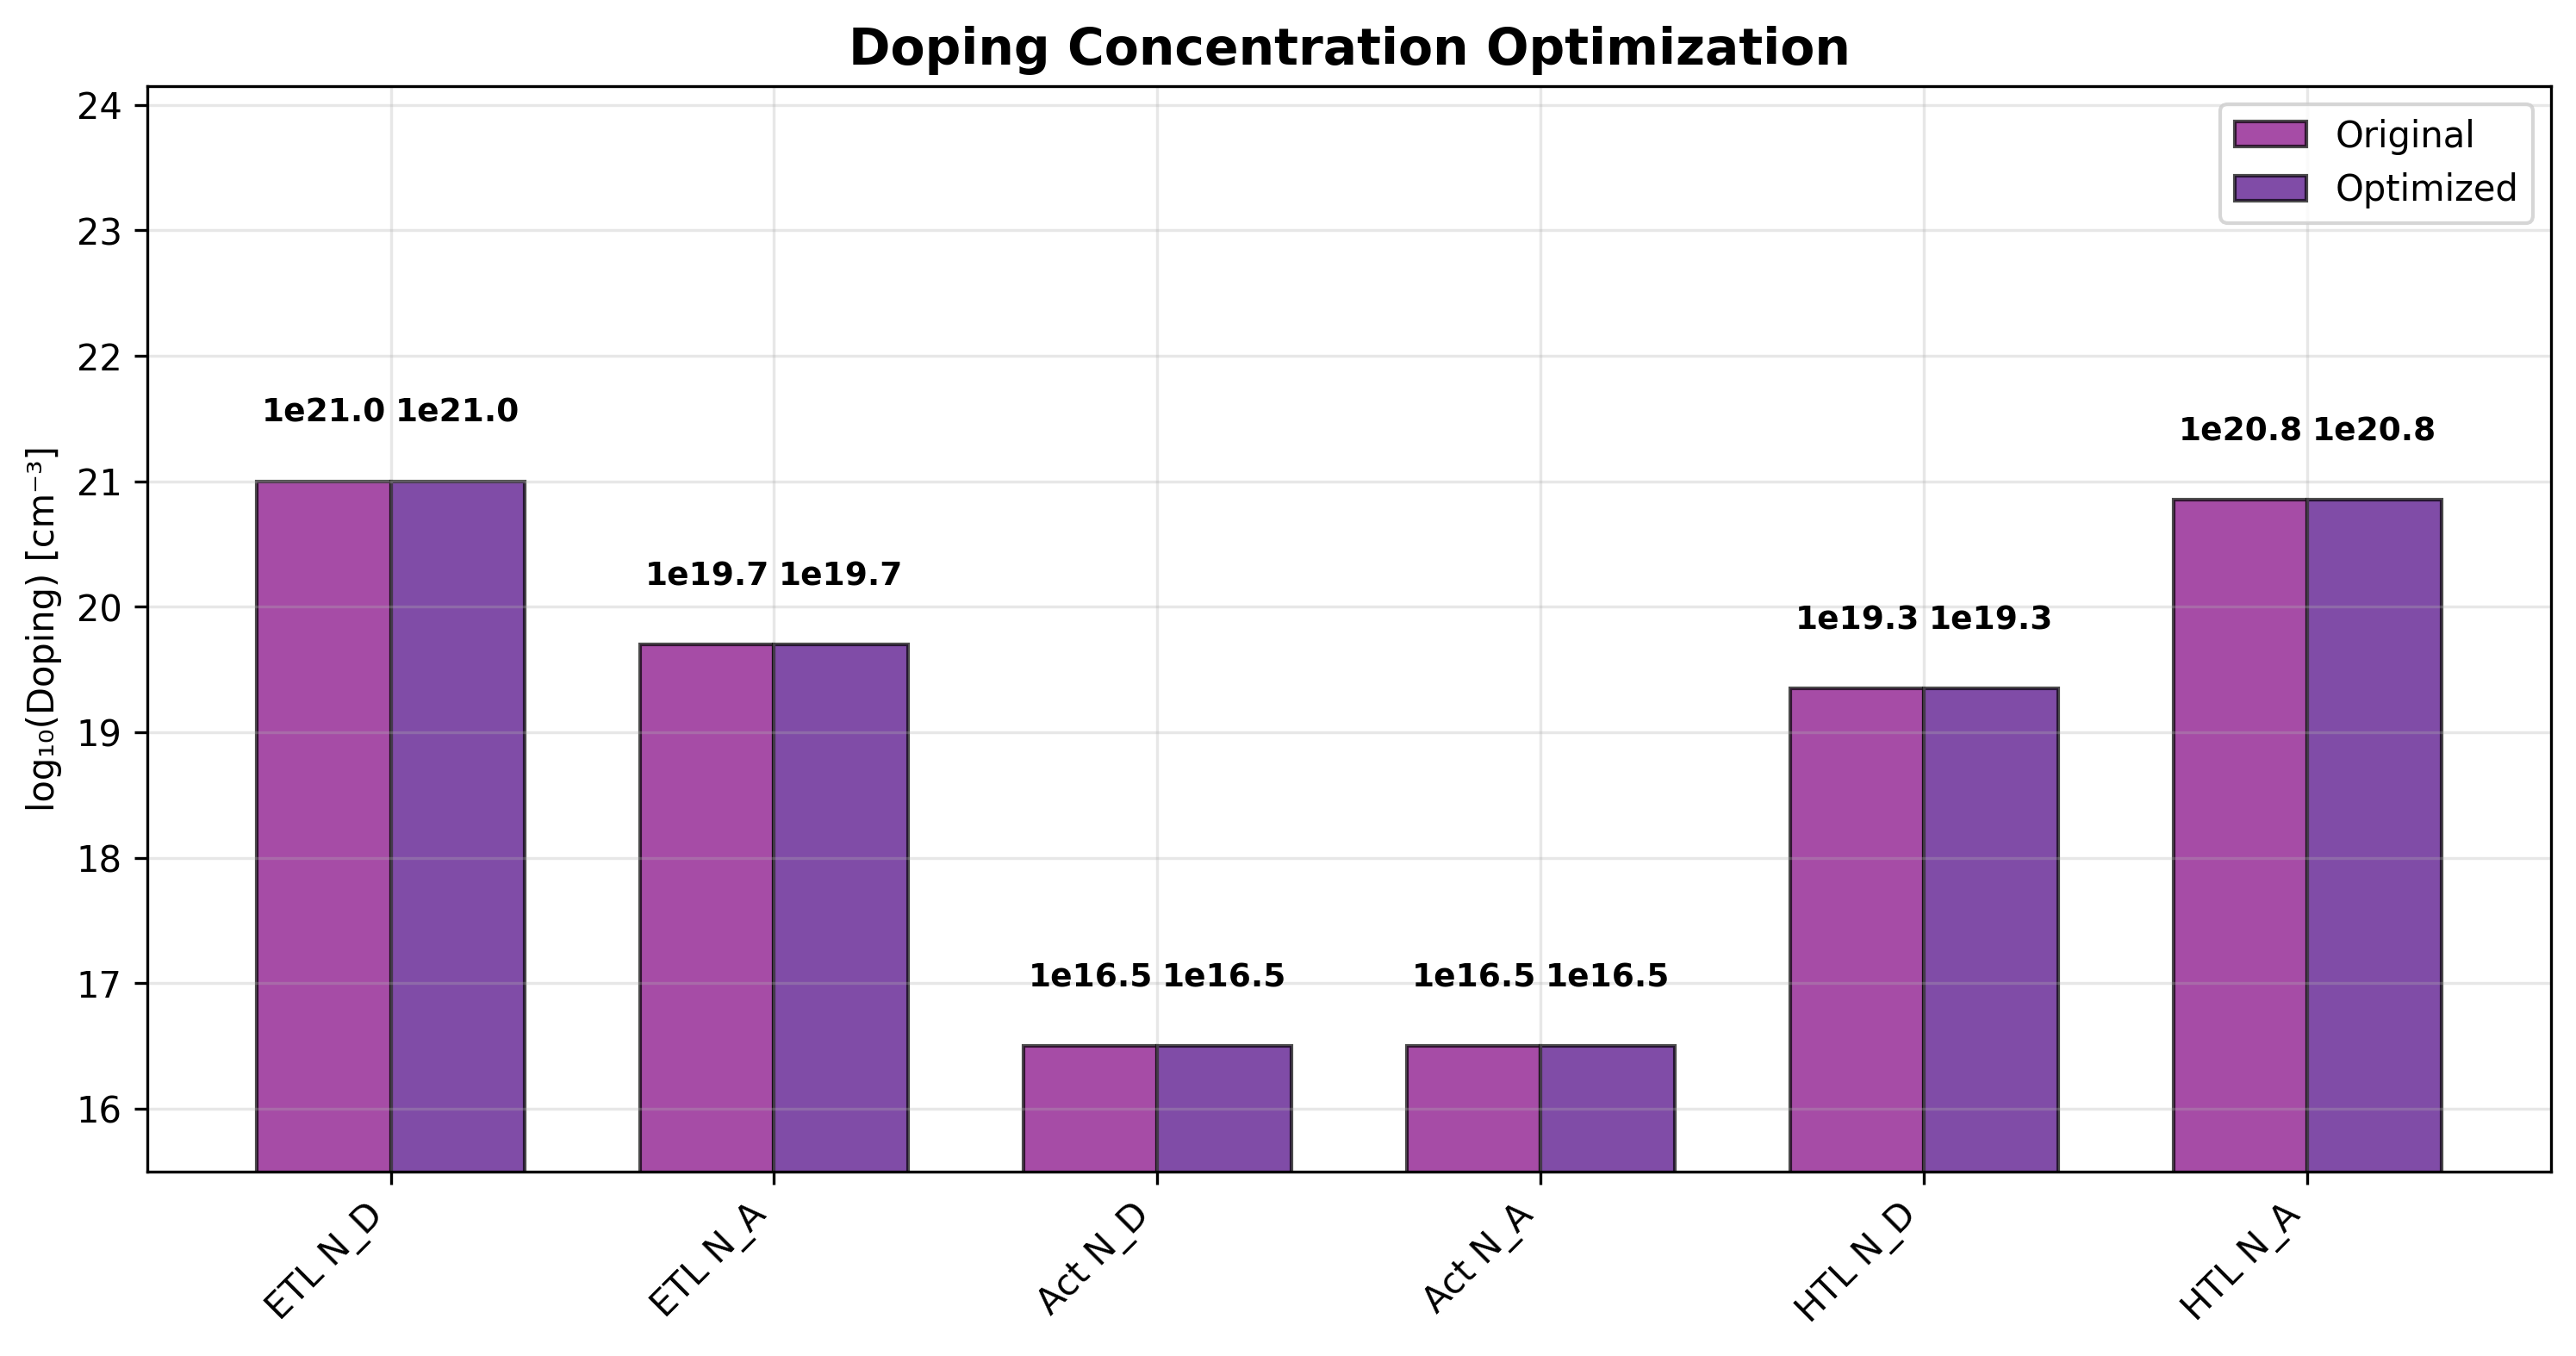 Doping Concentration Optimization
24
23
22
21
20
19
18
17
16
log₁₀(Doping) [cm⁻³]
Original
Optimized
1e21.0 1e21.0
1e19.7 1e19.7
1e16.5 1e16.5
1e16.5 1e16.5
1e19.3 1e19.3
1e20.8 1e20.8
ETL N_D
ETL N_A
Act N_D
Act N_A
HTL N_D
HTL N_A